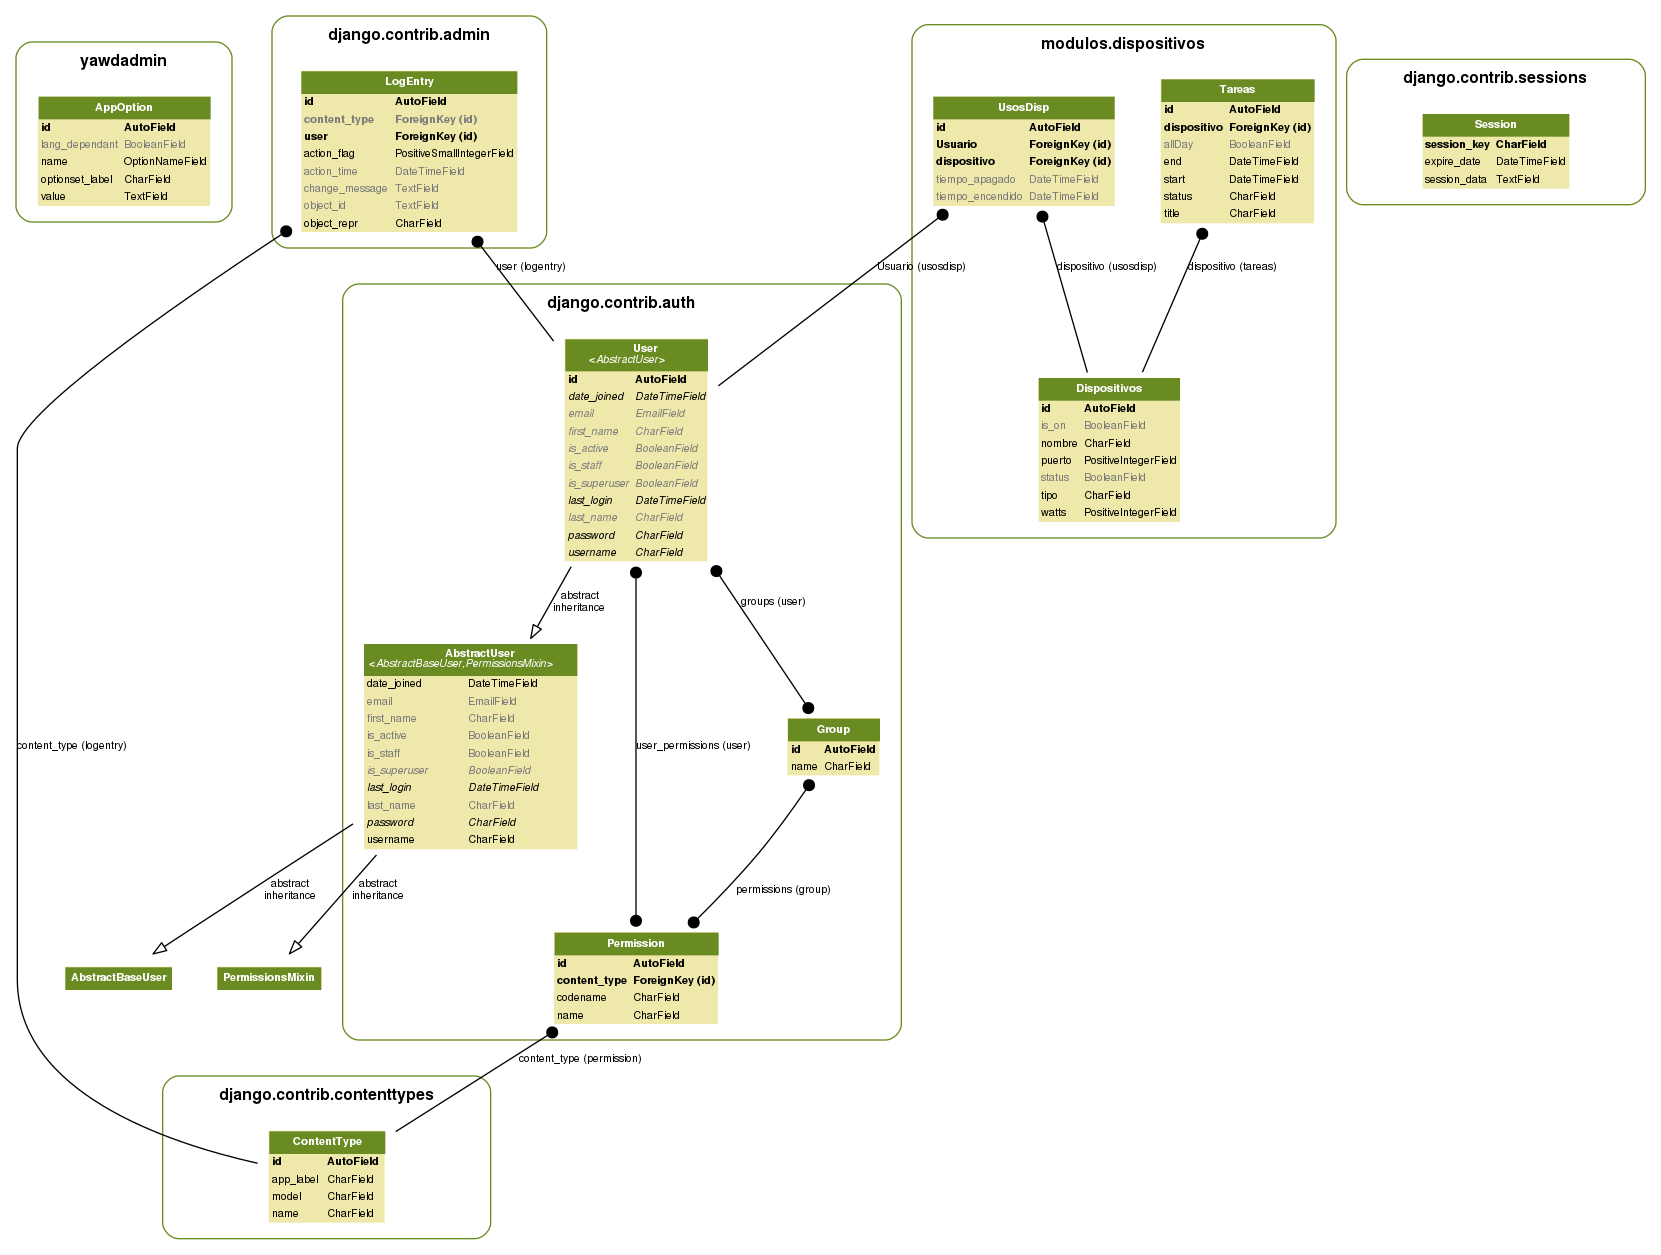 yawdadmin
AppOption
id AutoField
lang_dependant BooleanField
name OptionNameField
optionset_label CharField
value TextField
django.contrib.admin
LogEntry
id AutoField
content_type ForeignKey (id)
user ForeignKey (id)
action_flag PositiveSmallIntegerField
action_time DateTimeField
change_message TextField
object_id TextField
object_repr CharField
modulos.dispositivos
UsosDisp
id AutoField
Usuario ForeignKey (id)
dispositivo ForeignKey (id)
tiempo_apagado DateTimeField
tiempo_encendido DateTimeField
Tareas
id AutoField
dispositivo ForeignKey (id)
allDay BooleanField
end DateTimeField
start DateTimeField
status CharField
title CharField
django.contrib.sessions
Session
session_key CharField
expire_date DateTimeField
session_data TextField
user (logentry)
Usuario (usosdisp)
dispositivo (usosdisp)
dispositivo (tareas)
Dispositivos
id AutoField
is_on BooleanField
nombre CharField
puerto PositiveIntegerField
status BooleanField
tipo CharField
watts PositiveIntegerField
django.contrib.auth
User
<AbstractUser>
id AutoField
date_joined DateTimeField
email EmailField
first_name CharField
is_active BooleanField
is_staff BooleanField
is_superuser BooleanField
last_login DateTimeField
last_name CharField
password CharField
username CharField
abstract
inheritance
groups (user)
AbstractUser
<AbstractBaseUser,PermissionsMixin>
date_joined DateTimeField
email EmailField
first_name CharField
is_active BooleanField
is_staff BooleanField
is_superuser BooleanField
last_login DateTimeField
last_name CharField
password CharField
username CharField
content_type (logentry)
user_permissions (user)
Group
id AutoField
name CharField
abstract
inheritance
abstract
inheritance
permissions (group)
AbstractBaseUser
PermissionsMixin
Permission
id AutoField
content_type ForeignKey (id)
codename CharField
name CharField
content_type (permission)
django.contrib.contenttypes
ContentType
id AutoField
app_label CharField
model CharField
name CharField